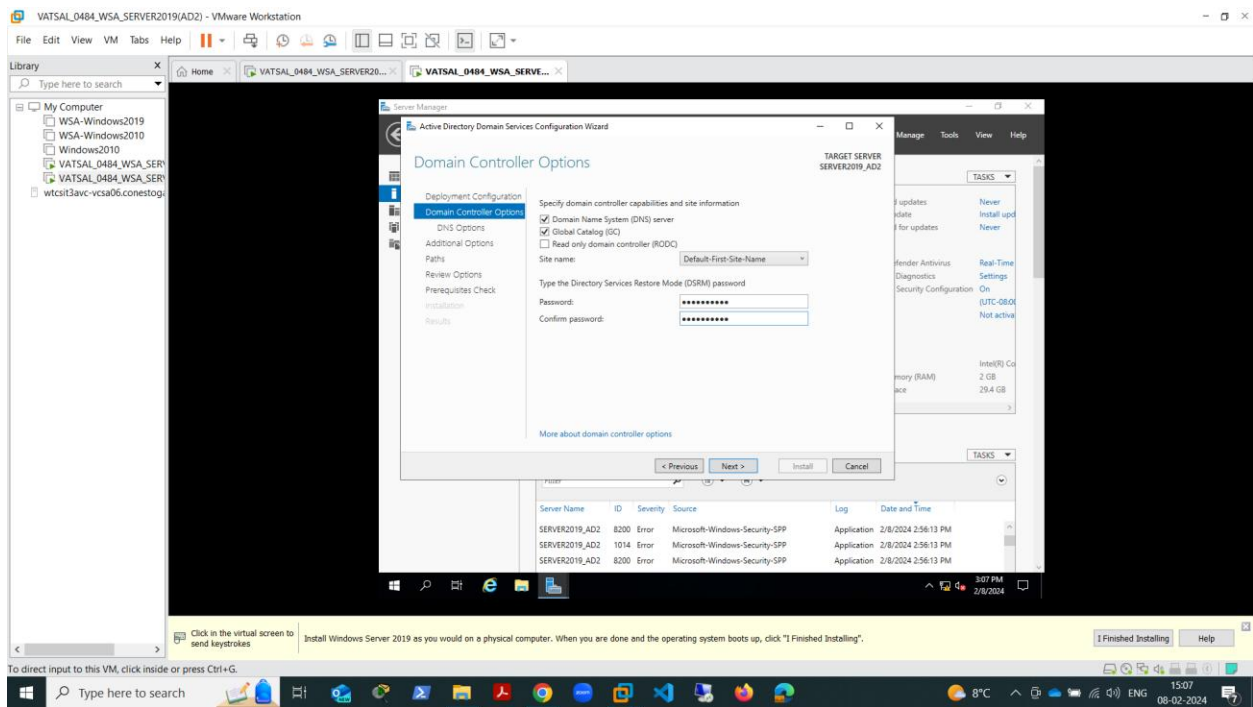 VATSAL_0484_WSA_SERVER2019(AD2) - VMware Workstation
File Edit View VM Tabs Help
Library
Type here to search
My Computer
WSA-Windows2019
WSA-Windows2010
Windows2010
VATSAL_0484_WSA_SER
VATSAL_0484_WSA_SER
wtcsit3avc-vcsa06.conestoga
Home
VATSAL_0484_WSA_SERVER20...
VATSAL_0484_WSA_SERVE...
Server Manager
Manage Tools View Help
Active Directory Domain Services Configuration Wizard
Domain Controller Options
TARGET SERVER
SERVER2019_AD2
Deployment Configuration
Domain Controller Options
DNS Options
Additional Options
Paths
Review Options
Prerequisites Check
Installation
Results
Specify domain controller capabilities and site information
Domain Name System (DNS) server
Global Catalog (GC)
Read only domain controller (RODC)
Site name: Default-First-Site-Name
Type the Directory Services Restore Mode (DSRM) password
Password: ••••••••••
Confirm password: ••••••••••
More about domain controller options
< Previous Next > Install Cancel
TASKS
updates Never
Install upd
for updates Never
Antivirus Real-Time
Diagnostics Settings
Security Configuration On
(UTC-08:00
Not activa
Intel(R) Co
(RAM) 2 GB
29.4 GB
TASKS
Filter
Server Name ID Severity Source Log Date and Time
SERVER2019_AD2 8200 Error Microsoft-Windows-Security-SPP Application 2/8/2024 2:56:13 PM
SERVER2019_AD2 1014 Error Microsoft-Windows-Security-SPP Application 2/8/2024 2:56:13 PM
SERVER2019_AD2 8200 Error Microsoft-Windows-Security-SPP Application 2/8/2024 2:56:13 PM
3:07 PM
2/8/2024
Click in the virtual screen to
send keystrokes
Install Windows Server 2019 as you would on a physical computer. When you are done and the operating system boots up, click "I Finished Installing".
I Finished Installing Help
To direct input to this VM, click inside or press Ctrl+G.
Type here to search
8°C
ENG
15:07
08-02-2024